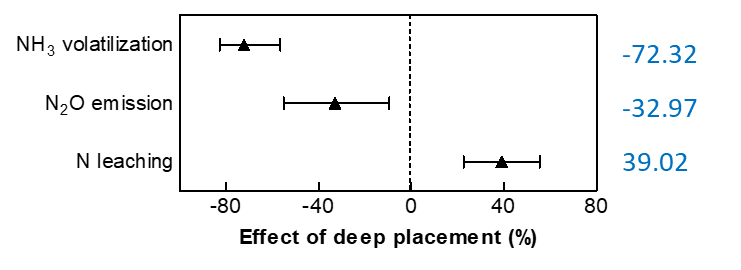 NH₃ volatilization
-72.32
N₂O emission
-32.97
N leaching
39.02
-80 -40 0 40 80
Effect of deep placement (%)